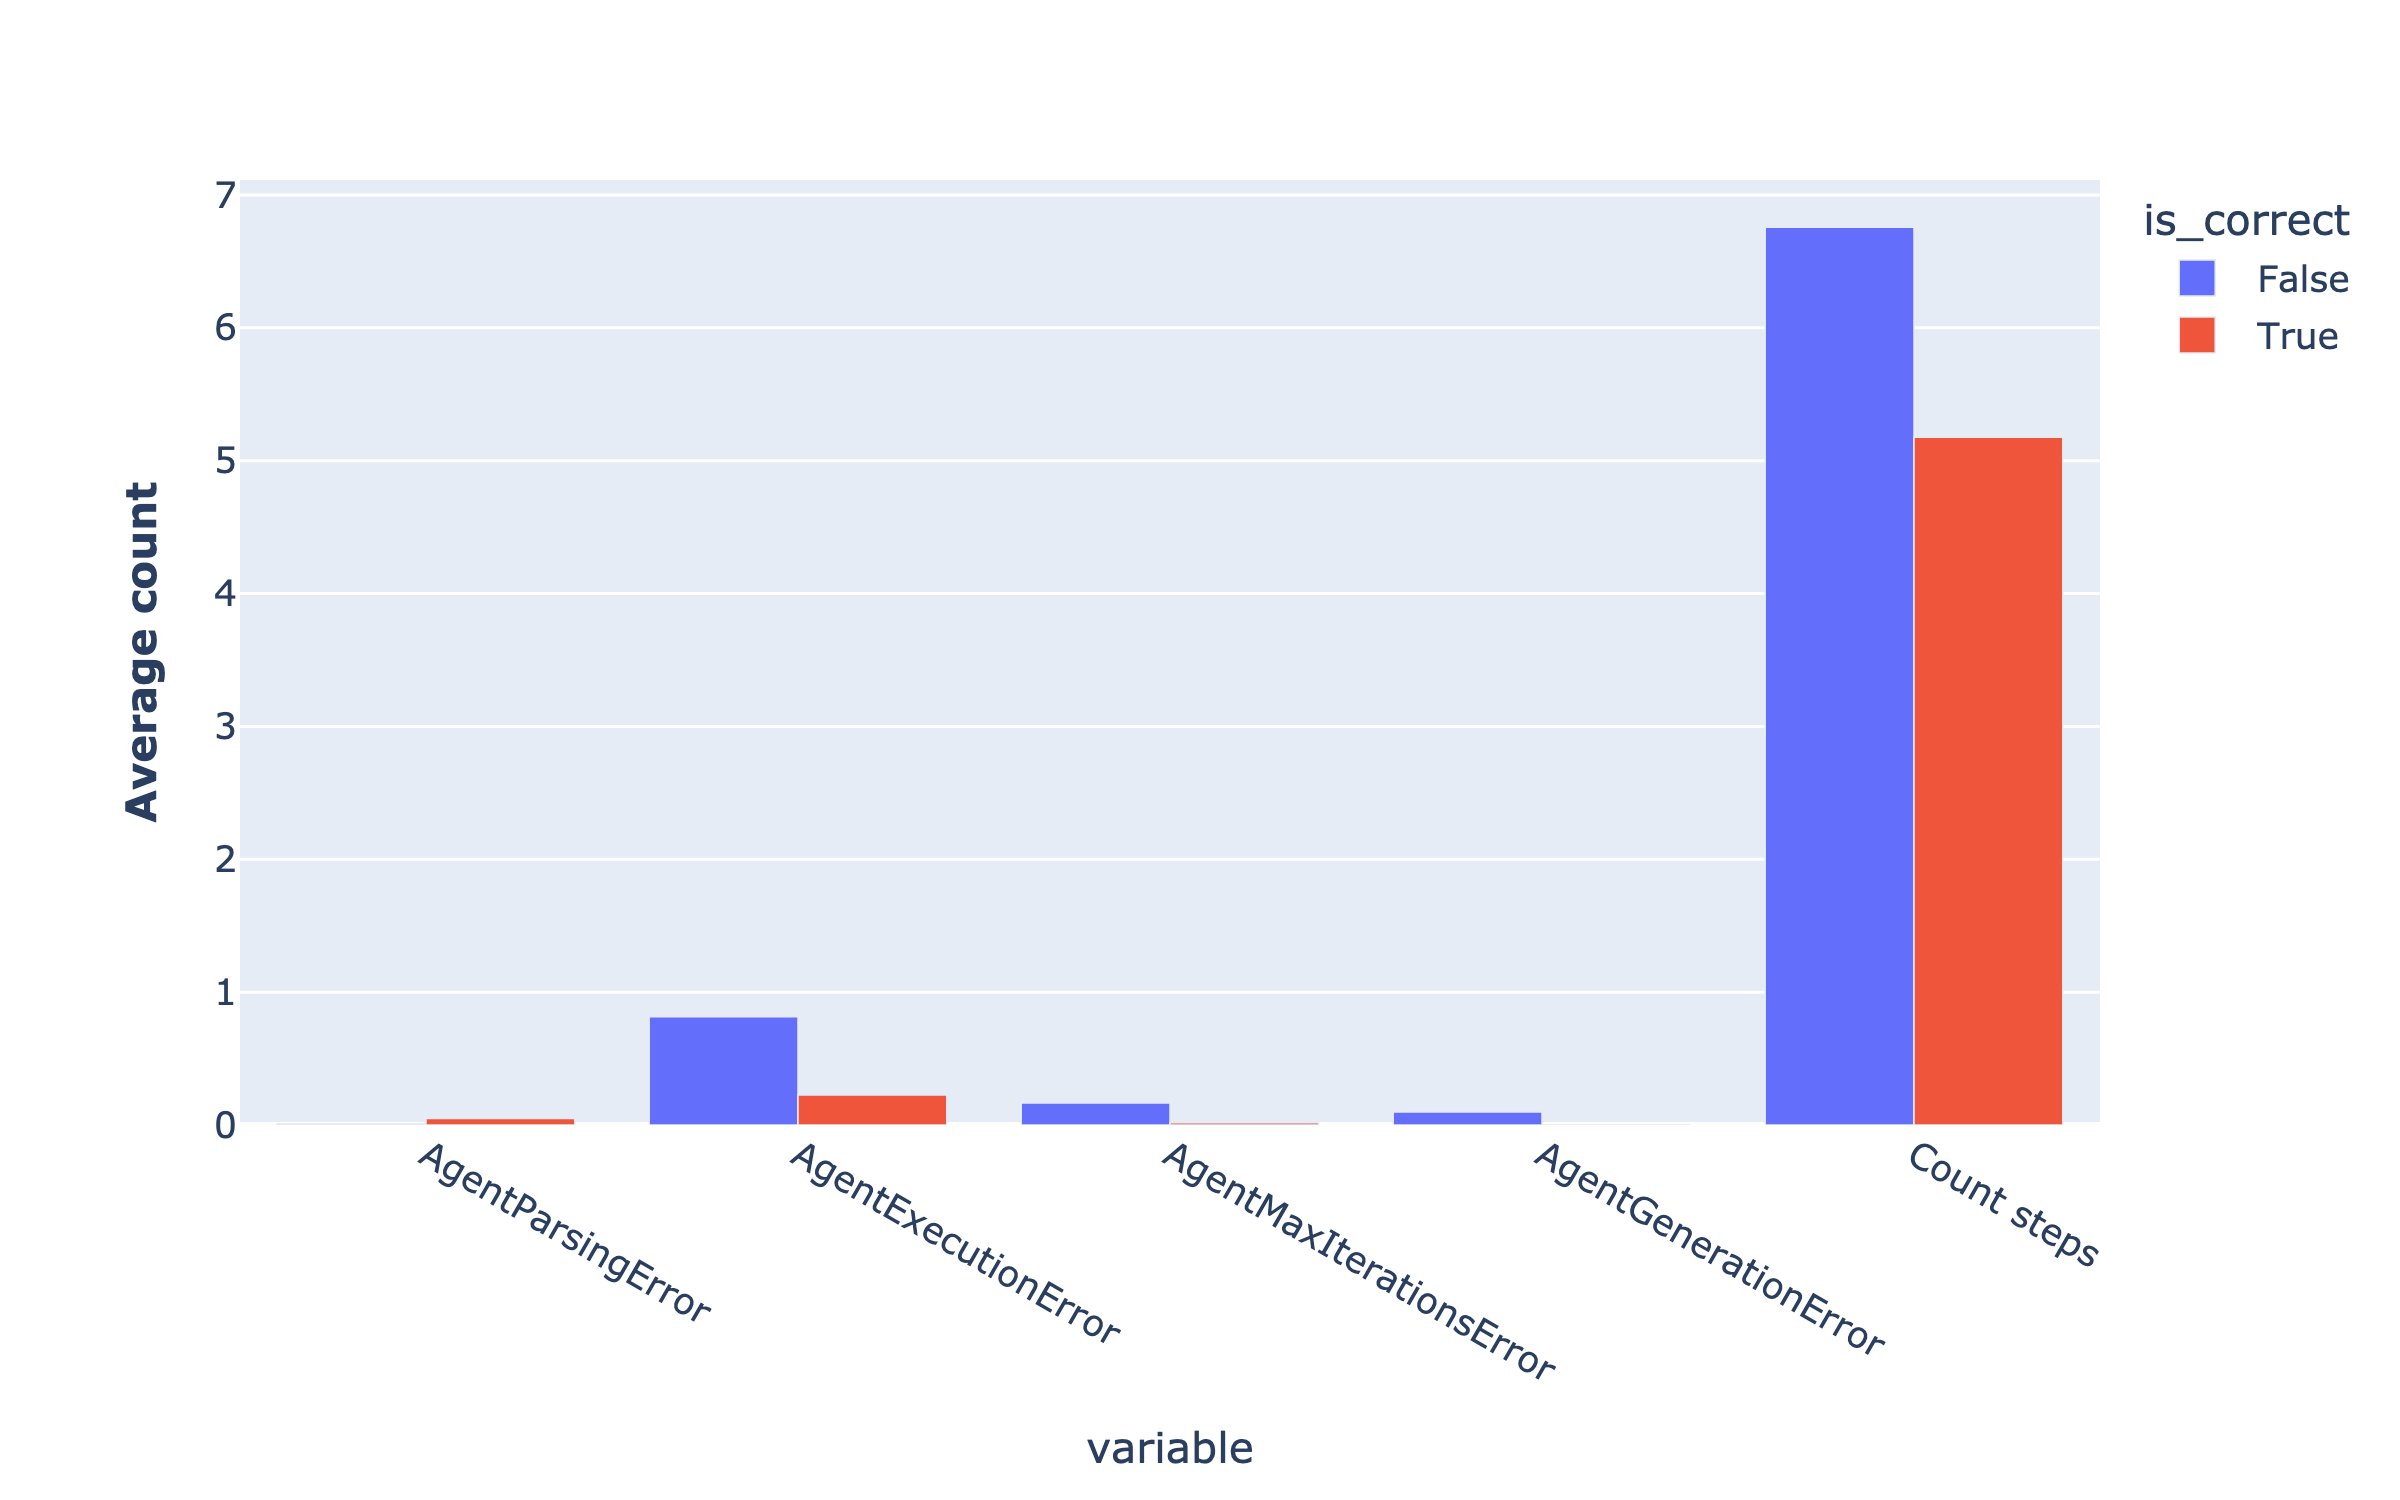 is_correct
False
True
Average count
7
6
5
4
3
2
1
0
AgentParsingError
AgentExecutionError
AgentMaxIterationsError
AgentGenerationError
Count steps
variable